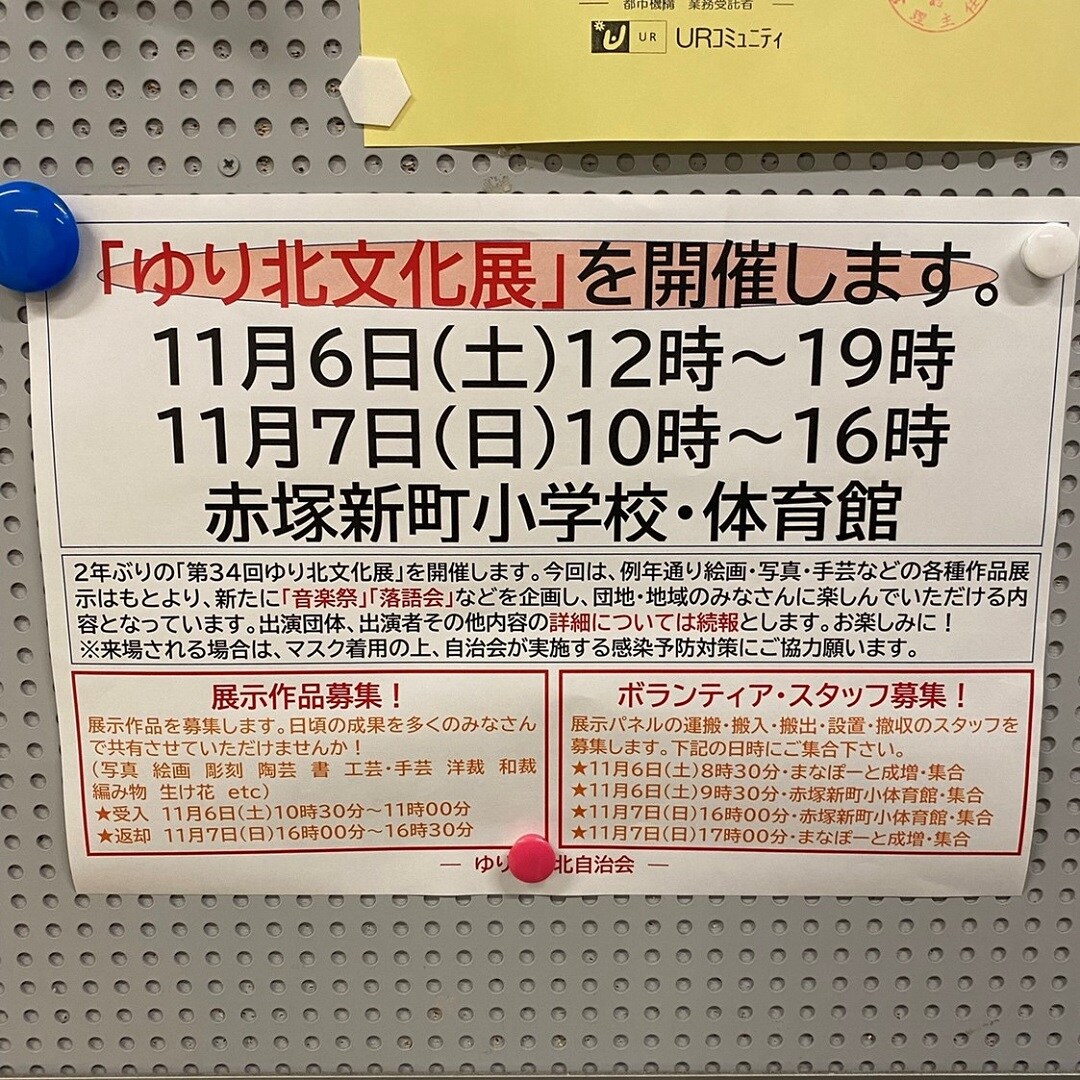 都市機構 業務受託者
UR URコミュニティ
「ゆり北文化展」を開催します。
11月6日(土)12時～19時
11月7日(日)10時～16時
赤塚新町小学校・体育館
2年ぶりの「第34回ゆり北文化展」を開催します。今回は、例年通り絵画・写真・手芸などの各種作品展
示はもとより、新たに「音楽祭」「落語会」などを企画し、団地・地域のみなさんに楽しんでいただける内
容となっています。出演団体、出演者その他内容の詳細については続報とします。お楽しみに！
※来場される場合は、マスク着用の上、自治会が実施する感染予防対策にご協力願います。
展示作品募集！
展示作品を募集します。日頃の成果を多くのみなさん
で共有させていただけませんか！
(写真 絵画 彫刻 陶芸 書 工芸・手芸 洋裁 和裁
編み物 生け花 etc)
★受入 11月6日(土)10時30分～11時00分
★返却 11月7日(日)16時00分～16時30分
ボランティア・スタッフ募集！
展示パネルの運搬・搬入・搬出・設置・撤収のスタッフを
募集します。下記の日時にご集合下さい。
★11月6日(土)8時30分・まなぽーと成増・集合
★11月6日(土)9時30分・赤塚新町小体育館・集合
★11月7日(日)16時00分・赤塚新町小体育館・集合
★11月7日(日)17時00分・まなぽーと成増・集合
― ゆり 北自治会 ―